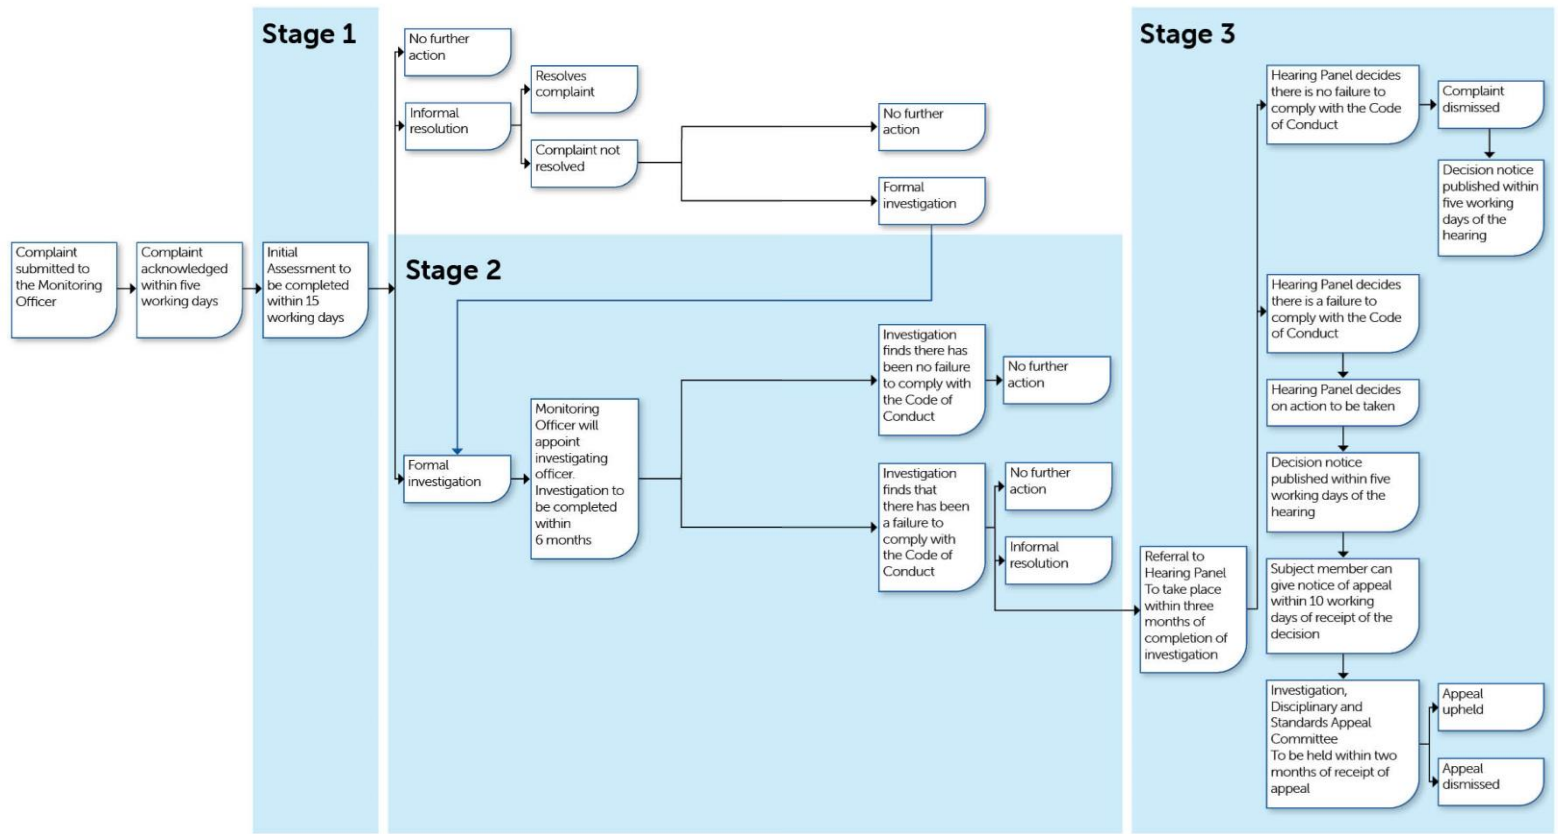 Stage 1
No further
action
Informal
resolution
Resolves
complaint
Complaint not
resolved
No further
action
Formal
investigation
Complaint
submitted to
the Monitoring
Officer
Complaint
acknowledged
within five
working days
Initial
Assessment to
be completed
within 15
working days
Stage 2
Formal
investigation
Monitoring
Officer will
appoint
investigating
officer.
Investigation to
be completed
within
6 months
Investigation
finds there has
been no failure
to comply with
the Code of
Conduct
No further
action
Investigation
finds that
there has been
a failure to
comply with
the Code of
Conduct
No further
action
Informal
resolution
Stage 3
Referral to
Hearing Panel
To take place
within three
months of
completion of
investigation
Hearing Panel decides
there is no failure to
comply with the Code
of Conduct
Complaint
dismissed
Decision notice
published within
five working
days of the
hearing
Hearing Panel decides
there is a failure to
comply with the Code
of Conduct
Hearing Panel decides
on action to be taken
Decision notice
published within five
working days of the
hearing
Subject member can
give notice of appeal
within 10 working
days of receipt of the
decision
Investigation,
Disciplinary and
Standards Appeal
Committee
To be held within two
months of receipt of
appeal
Appeal
upheld
Appeal
dismissed